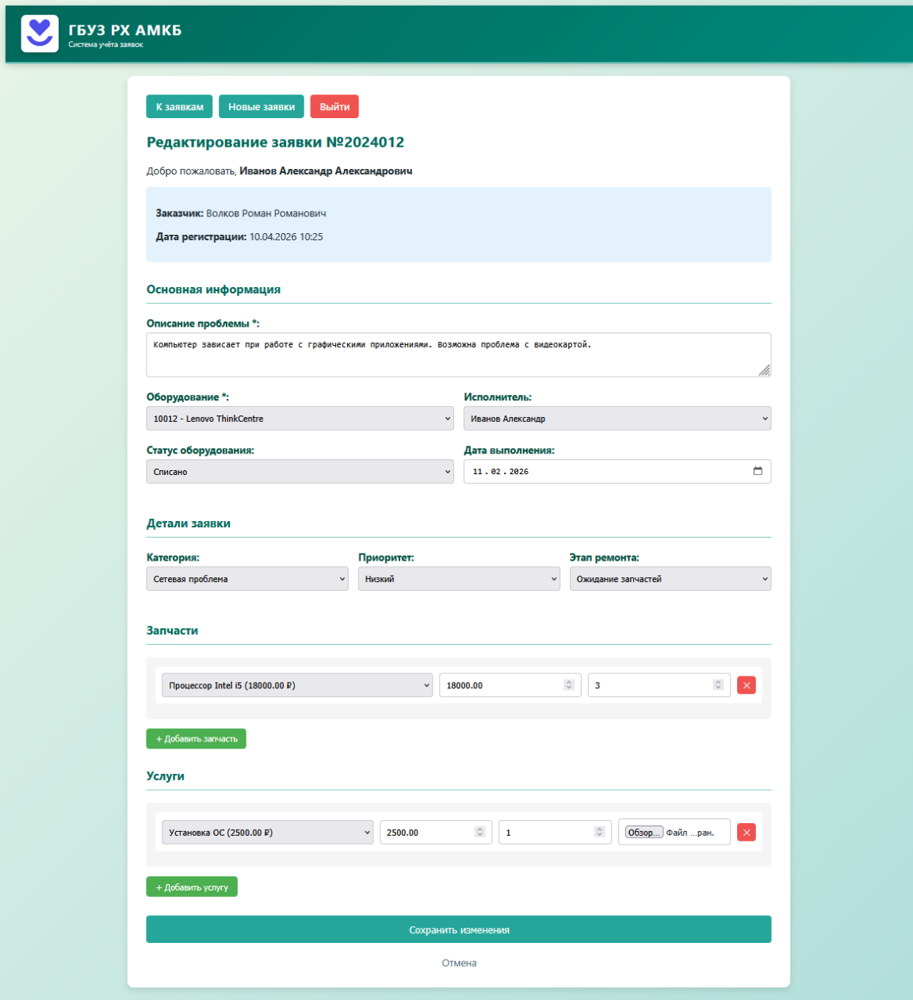 ГБУЗ РХ АМКБ
Система учёта заявок
К заявкам Новые заявки Выйти
Редактирование заявки №2024012
Добро пожаловать, Иванов Александр Александрович
Заказчик: Волков Роман Романович
Дата регистрации: 10.04.2026 10:25
Основная информация
Описание проблемы *:
Компьютер зависает при работе с графическими приложениями. Возможна проблема с видеокартой.
Оборудование *: Исполнитель:
10012 - Lenovo ThinkCentre Иванов Александр
Статус оборудования: Дата выполнения:
Списано 11.02.2026
Детали заявки
Категория: Приоритет: Этап ремонта:
Сетевая проблема Низкий Ожидание запчастей
Запчасти
Процессор Intel i5 (18000.00 ₽) 18000.00 3
+ Добавить запчасть
Услуги
Установка ОС (2500.00 ₽) 2500.00 1 Обзор... Файл ...ран.
+ Добавить услугу
Сохранить изменения
Отмена